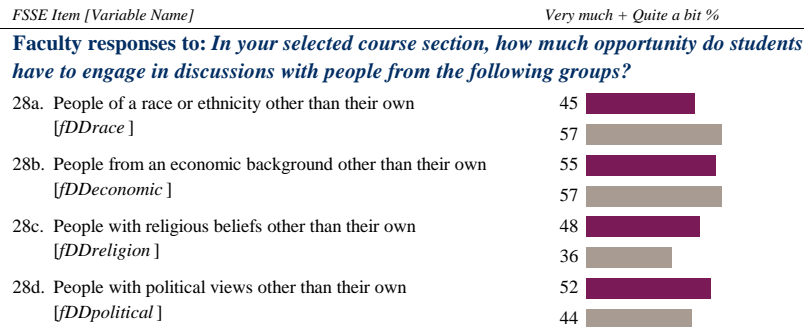 FSSE Item [Variable Name] Very much + Quite a bit %
Faculty responses to: In your selected course section, how much opportunity do students
have to engage in discussions with people from the following groups?
28a. People of a race or ethnicity other than their own 45
[fDDrace ] 57
28b. People from an economic background other than their own 55
[fDDeconomic ] 57
28c. People with religious beliefs other than their own 48
[fDDreligion ] 36
28d. People with political views other than their own 52
[fDDpolitical ] 44